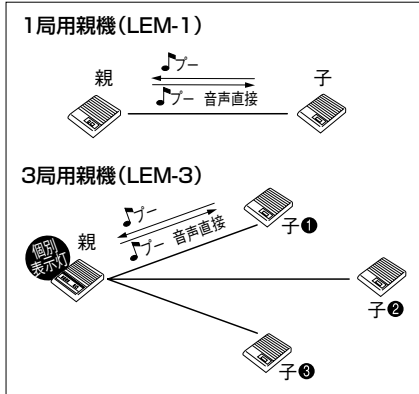 1局用親機(LEM-1)
プー
親
子
プー 音声直接
3局用親機(LEM-3)
プー
プー 音声直接
親
個別
表示灯
子❶
子❷
子❸